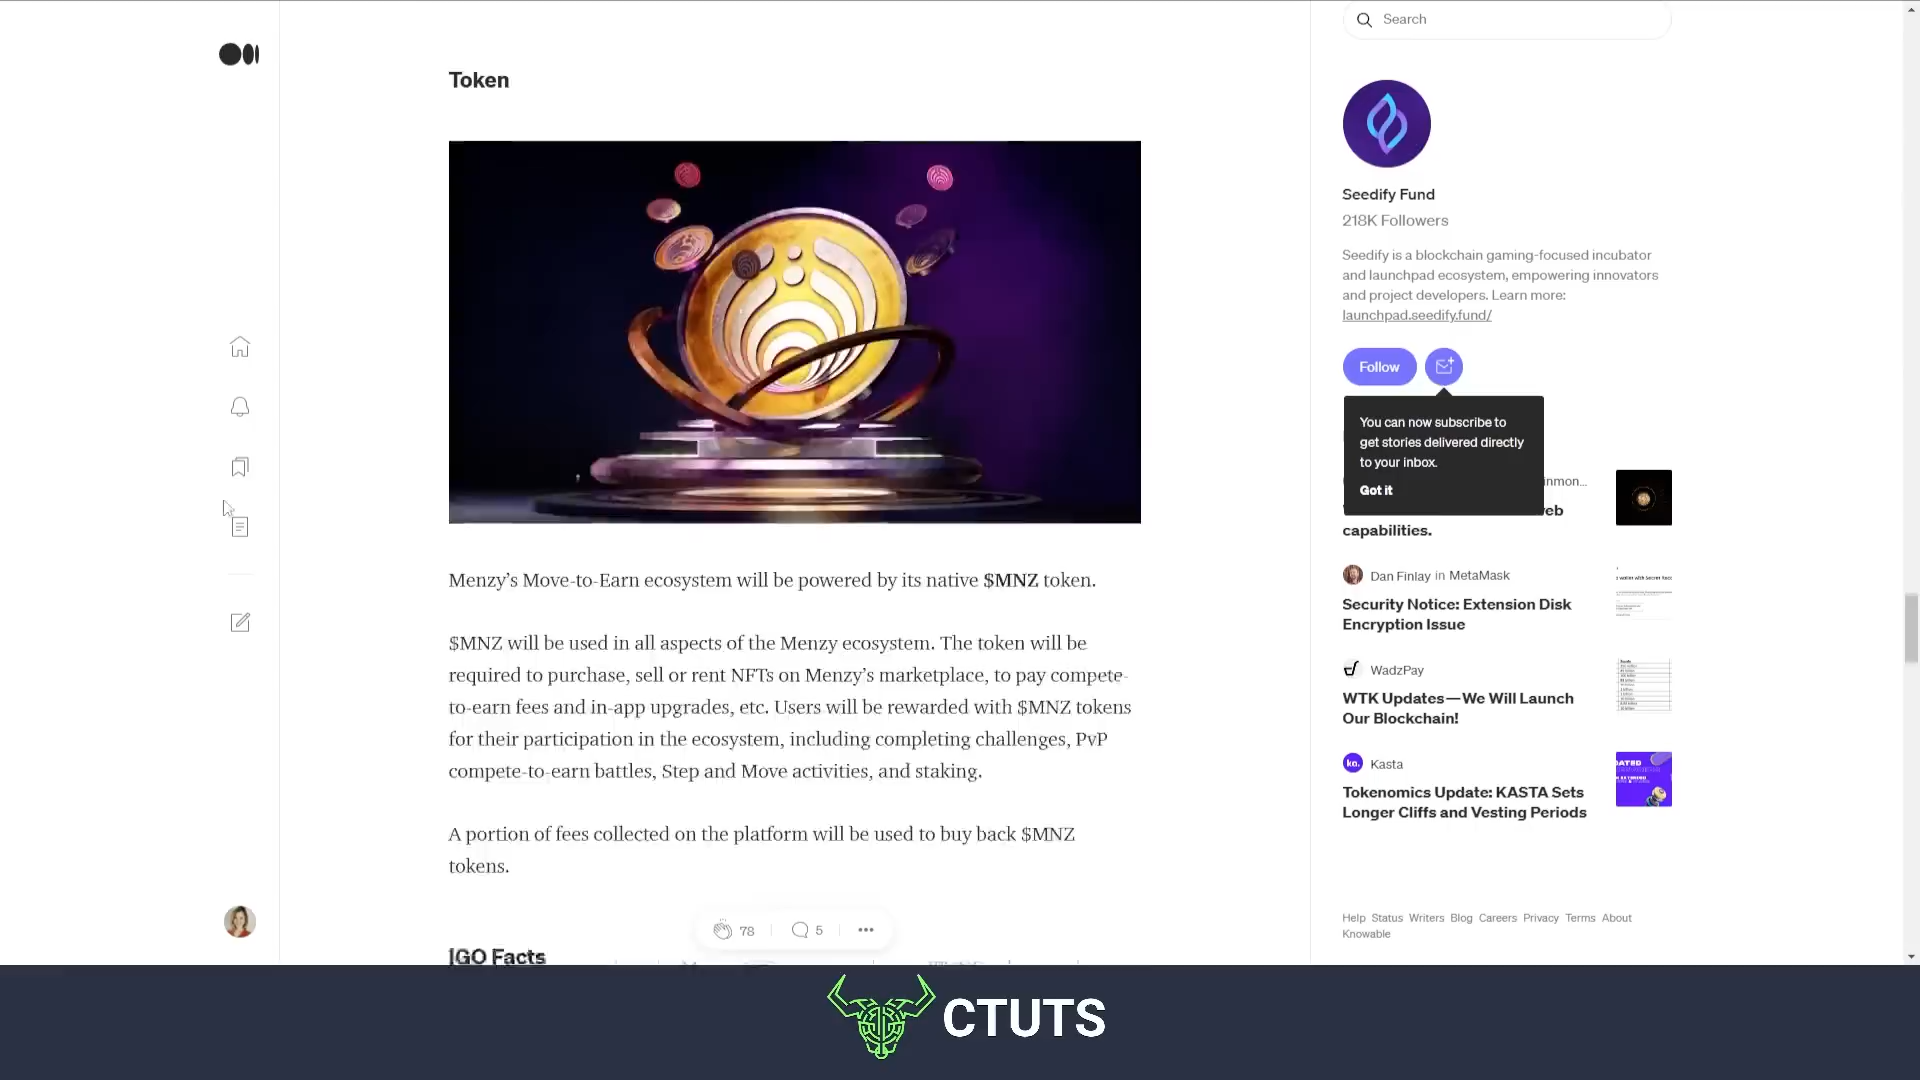 Search
Token
Seedify Fund
218K Followers
Seedify is a blockchain gaming-focused incubator
and launchpad ecosystem, empowering innovators
and project developers. Learn more:
launchpad.seedify.fund/
Follow
You can now subscribe to
get stories delivered directly
to your inbox.
Got it
inmon...
eb
capabilities.
Dan Finlay in MetaMask
Security Notice: Extension Disk
Encryption Issue
WadzPay
WTK Updates—We Will Launch
Our Blockchain!
ko.
Kasta
Tokenomics Update: KASTA Sets
Longer Cliffs and Vesting Periods
Help Status Writers Blog Careers Privacy Terms About
Knowable
Menzy’s Move-to-Earn ecosystem will be powered by its native $MNZ token.
$MNZ will be used in all aspects of the Menzy ecosystem. The token will be
required to purchase, sell or rent NFTs on Menzy’s marketplace, to pay compete-
to-earn fees and in-app upgrades, etc. Users will be rewarded with $MNZ tokens
for their participation in the ecosystem, including completing challenges, PvP
compete-to-earn battles, Step and Move activities, and staking.
A portion of fees collected on the platform will be used to buy back $MNZ
tokens.
78
5
IGO Facts
CTUTS